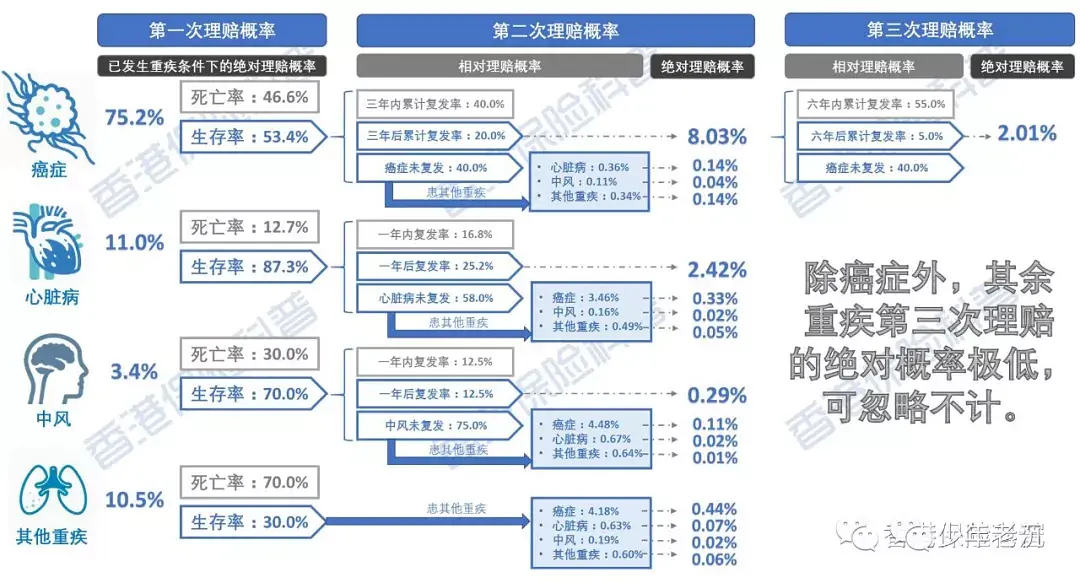 第一次理赔概率
第二次理赔概率
第三次理赔概率
已发生重疾条件下的绝对理赔概率
相对理赔概率
绝对理赔概率
相对理赔概率
绝对理赔概率
癌症
75.2%
死亡率：46.6%
生存率：53.4%
三年内累计复发率：40.0%
三年后累计复发率：20.0%
8.03%
癌症未复发：40.0%
患其他重疾
• 心脏病：0.36%
• 中风：0.11%
• 其他重疾：0.34%
0.14%
0.04%
0.14%
六年内累计复发率：55.0%
六年后累计复发率：5.0%
2.01%
癌症未复发：40.0%
心脏病
11.0%
死亡率：12.7%
生存率：87.3%
一年内复发率：16.8%
一年后复发率：25.2%
2.42%
心脏病未复发：58.0%
患其他重疾
• 癌症：3.46%
• 中风：0.16%
• 其他重疾：0.49%
0.33%
0.02%
0.05%
中风
3.4%
死亡率：30.0%
生存率：70.0%
一年内复发率：12.5%
一年后复发率：12.5%
0.29%
中风未复发：75.0%
患其他重疾
• 癌症：4.48%
• 心脏病：0.67%
• 其他重疾：0.64%
0.11%
0.02%
0.01%
其他重疾
10.5%
死亡率：70.0%
生存率：30.0%
患其他重疾
• 癌症：4.18%
• 心脏病：0.63%
• 中风：0.19%
• 其他重疾：0.60%
0.44%
0.07%
0.02%
0.06%
除癌症外，其余
重疾第三次理赔
的绝对概率极低，
可忽略不计。